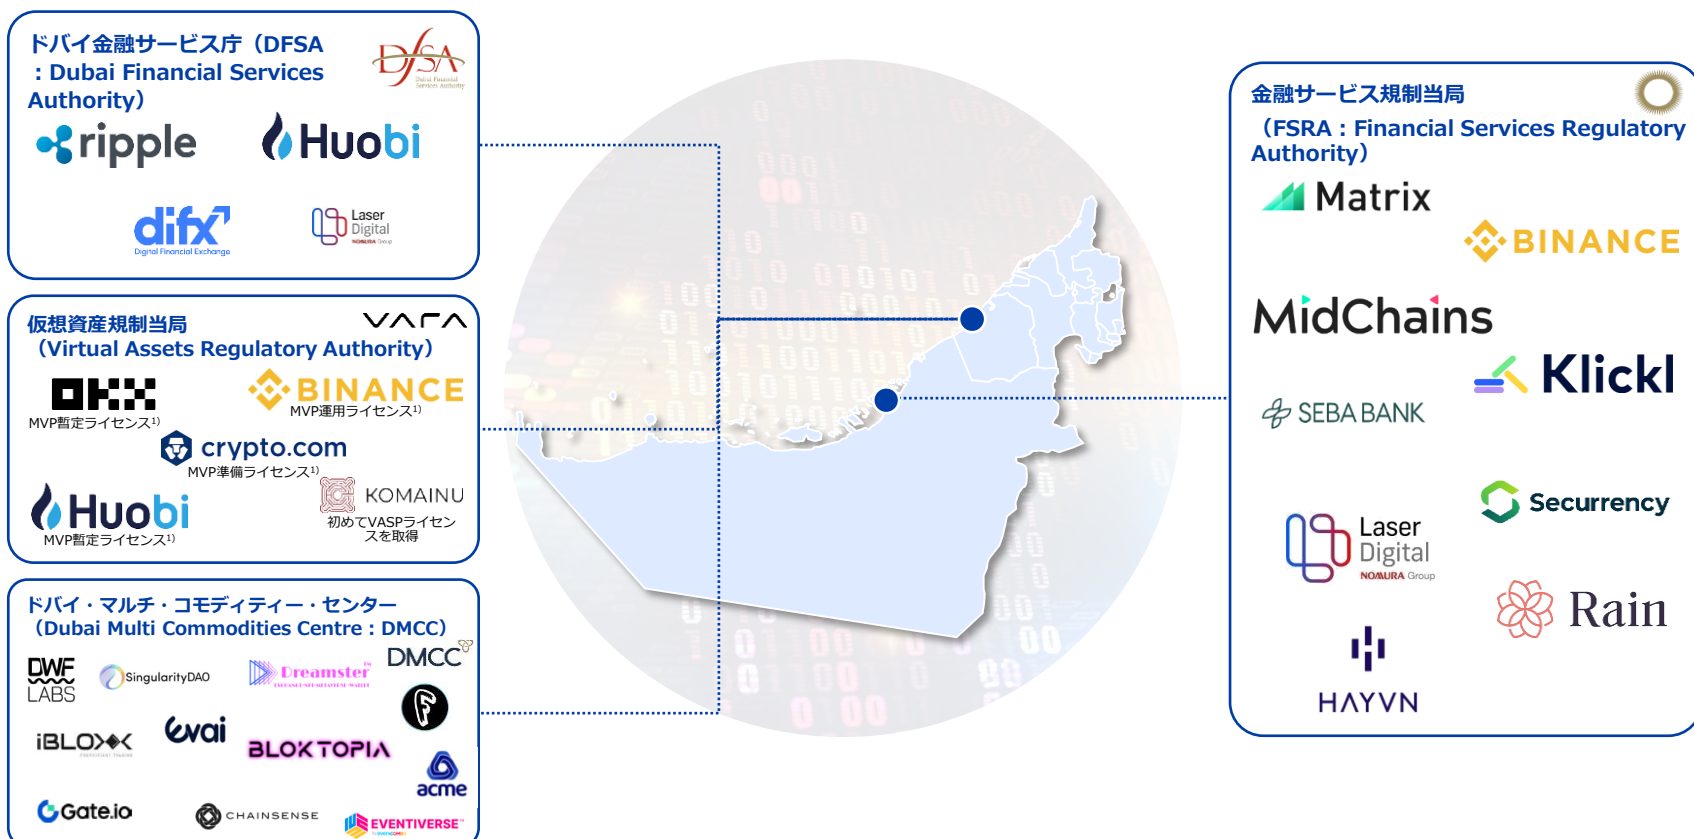 ドバイ金融サービス庁（DFSA
：Dubai Financial Services
Authority）
DFSA
Dubai Financial
Services Authority
ripple
Huobi
difx
Digital Financial Exchange
Laser
Digital
NOMURA Group
仮想資産規制当局
（Virtual Assets Regulatory Authority）
VARA
OKX
MVP暫定ライセンス1)
BINANCE
MVP運用ライセンス1)
crypto.com
MVP準備ライセンス1)
Huobi
MVP暫定ライセンス1)
KOMAINU
初めてVASPライセン
スを取得
ドバイ・マルチ・コモディティー・センター
（Dubai Multi Commodities Centre：DMCC）
DMCC
DWF
LABS
SingularityDAO
Dreamster™
iBLOXX
Evai
BLOKTOPIA
acme
Gate.io
CHAINSENSE
EVENTIVERSE
金融サービス規制当局
（FSRA：Financial Services Regulatory
Authority）
Matrix
BINANCE
MidChains
Klickl
SEBA BANK
Securrency
Laser
Digital
NOMURA Group
Rain
HAYVN